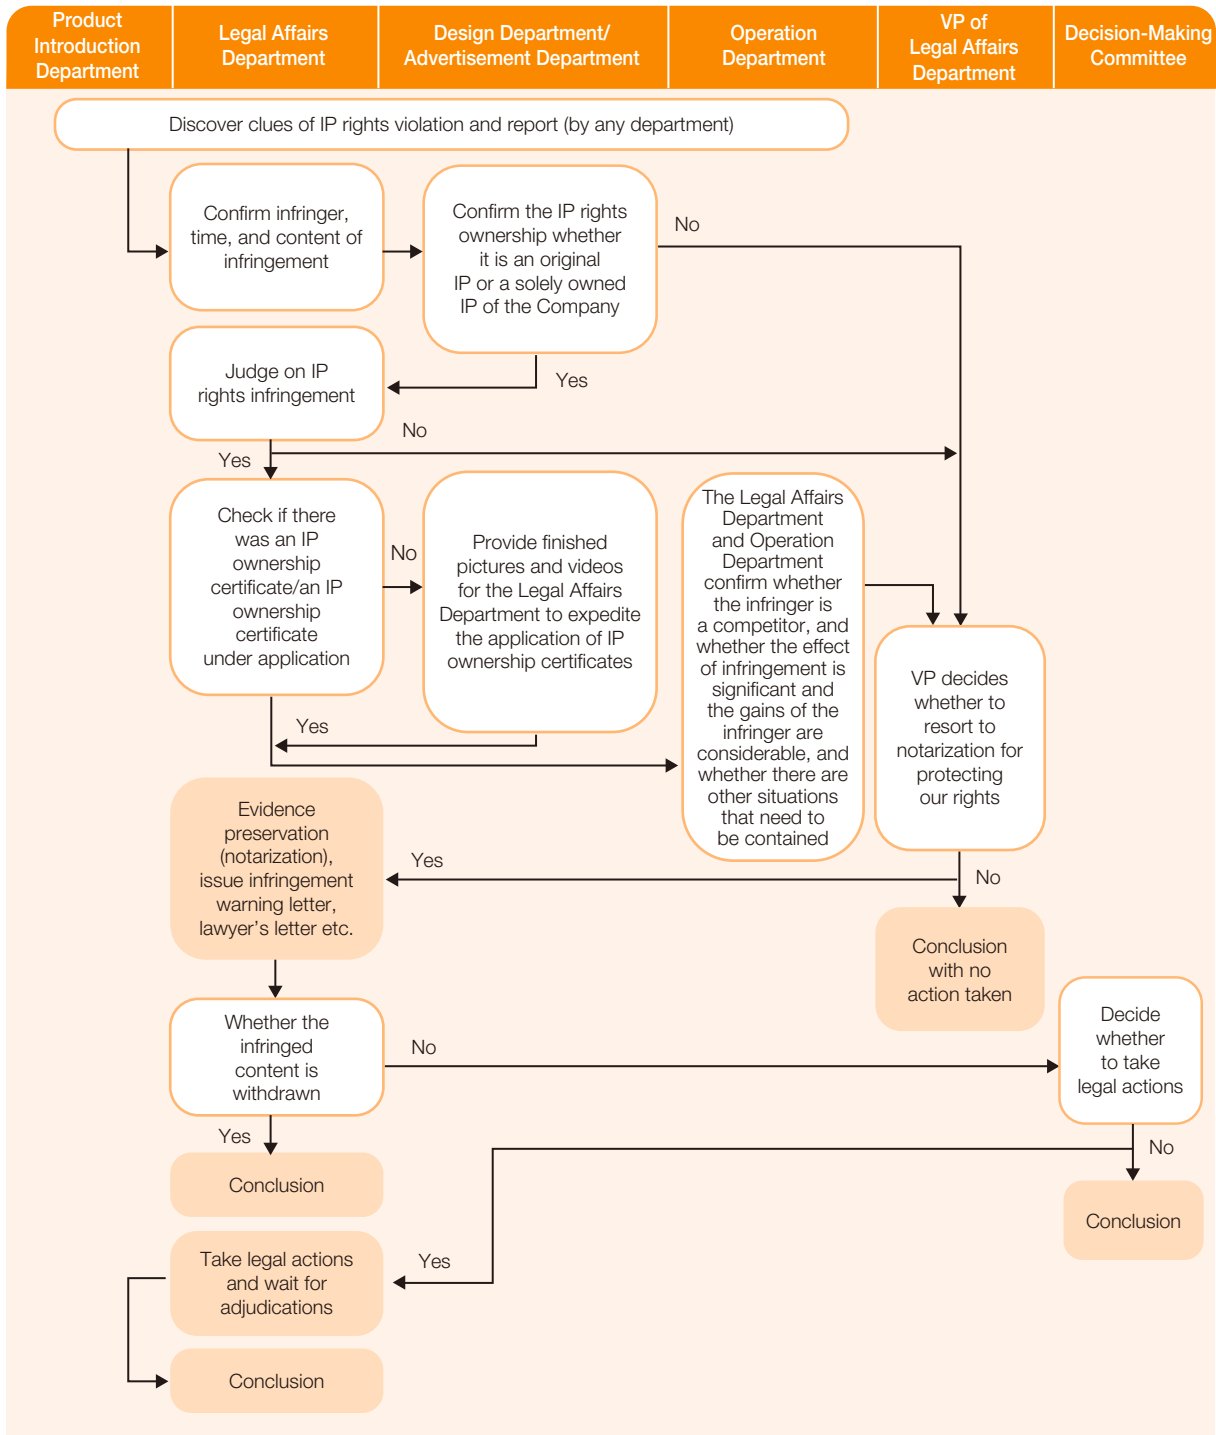 Product
Introduction
Department
Legal Affairs
Department
Design Department/
Advertisement Department
Operation
Department
VP of
Legal Affairs
Department
Decision-Making
Committee
Discover clues of IP rights violation and report (by any department)
Confirm infringer,
time, and content of
infringement
Confirm the IP rights
ownership whether
it is an original
IP or a solely owned
IP of the Company
No
Judge on IP
rights infringement
Yes
No
Yes
Check if there
was an IP
ownership
certificate/an IP
ownership
certificate
under application
No
Provide finished
pictures and videos
for the Legal Affairs
Department to expedite
the application of IP
ownership certificates
The Legal Affairs
Department
and Operation
Department
confirm whether
the infringer is
a competitor, and
whether the effect
of infringement is
significant and
the gains of the
infringer are
considerable, and
whether there are
other situations
that need to
be contained
VP decides
whether to
resort to
notarization for
protecting
our rights
Yes
Evidence
preservation
(notarization),
issue infringement
warning letter,
lawyer's letter etc.
Yes
No
Conclusion
with no
action taken
Whether the
infringed
content is
withdrawn
No
Decide
whether
to take
legal actions
Yes
No
Conclusion
Conclusion
Take legal actions
and wait for
adjudications
Yes
Conclusion